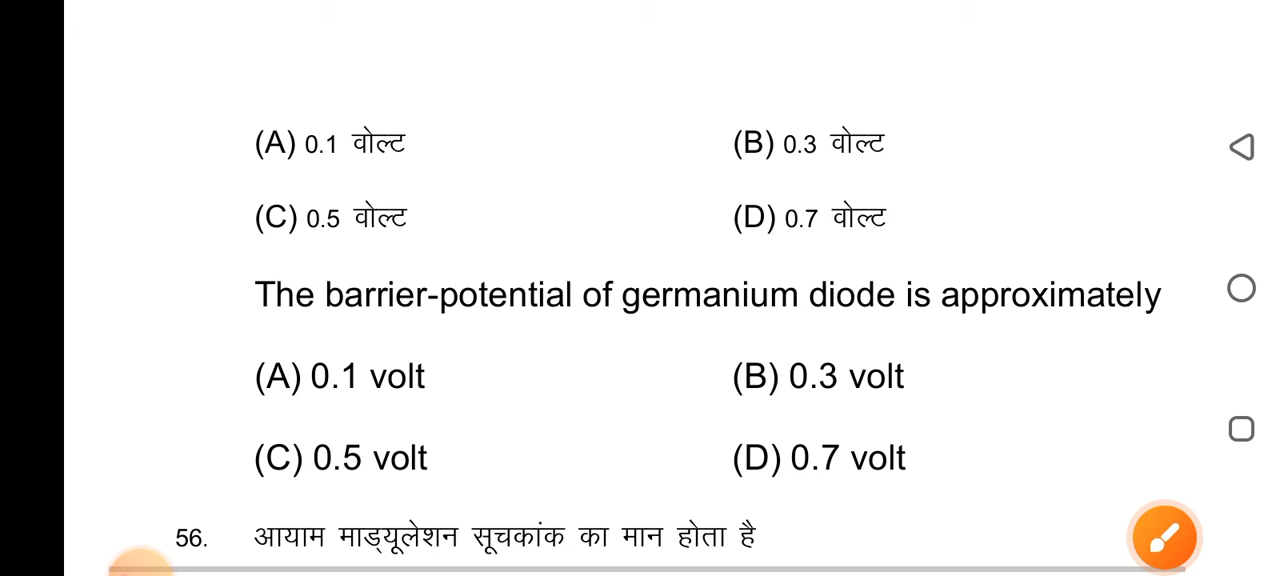 (A) 0.1 वोल्ट (B) 0.3 वोल्ट
(C) 0.5 वोल्ट (D) 0.7 वोल्ट
The barrier-potential of germanium diode is approximately
(A) 0.1 volt (B) 0.3 volt
(C) 0.5 volt (D) 0.7 volt
56. आयाम माड्यूलेशन सूचकांक का मान होता है